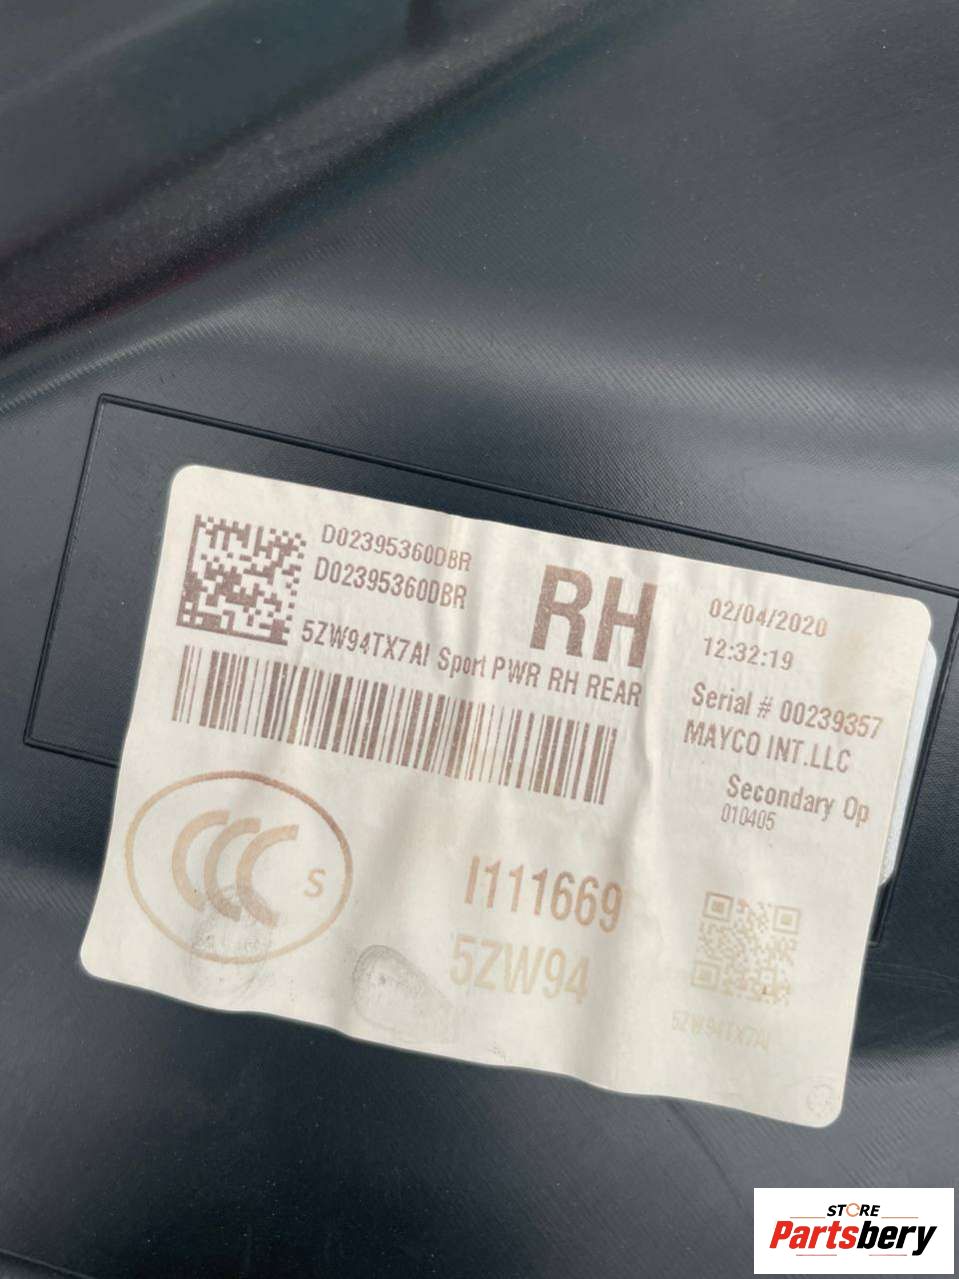 D02395360DBR
D02395360DBR
RH
5ZW94TX7AI Sport PWR RH REAR
02/04/2020
12:32:19
Serial # 00239357
MAYCO INT.LLC
Secondary Op
010405
CCC
S
I111669
5ZW94
5ZW94TX7AI
STORE
Partsbery